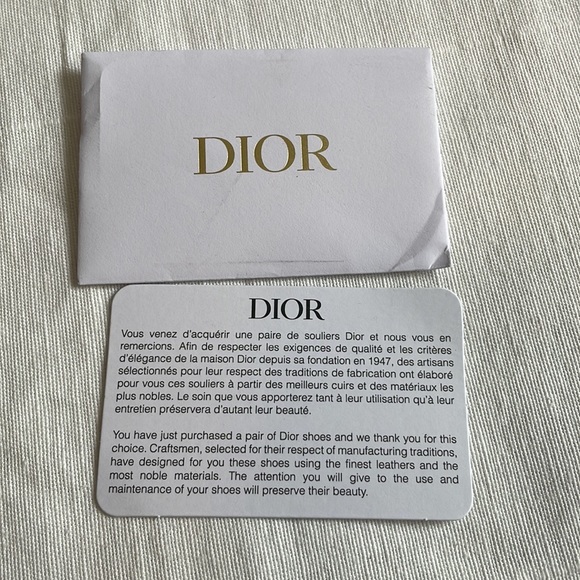 DIOR
DIOR
Vous venez d'acquérir une paire de souliers Dior et nous vous en
remercions. Afin de respecter les exigences de qualité et les critères
d'élégance de la maison Dior depuis sa fondation en 1947, des artisans
sélectionnés pour leur respect des traditions de fabrication ont élaboré
pour vous ces souliers à partir des meilleurs cuirs et des matériaux les
plus nobles. Le soin que vous apporterez tant à leur utilisation qu'à leur
entretien préservera d'autant leur beauté.
You have just purchased a pair of Dior shoes and we thank you for this
choice. Craftsmen, selected for their respect of manufacturing traditions,
have designed for you these shoes using the finest leathers and the
most noble materials. The attention you will give to the use and
maintenance of your shoes will preserve their beauty.